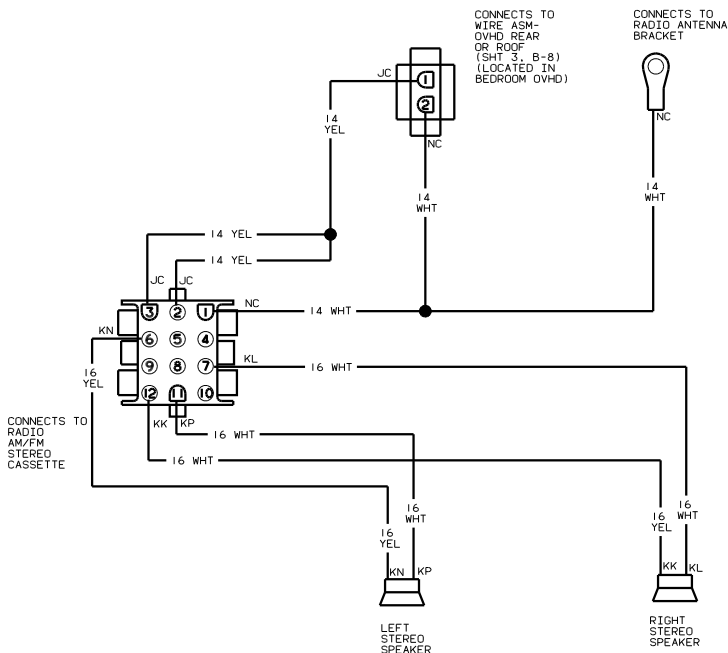 CONNECTS TO
WIRE ASM-
OVHD REAR
OR ROOF
(SHT 3, B-8)
(LOCATED IN
BEDROOM OVHD)
CONNECTS TO
RADIO ANTENNA
BRACKET
JC
1
2
NC
NC
14
YEL
14
WHT
14
WHT
14 YEL
14 YEL
JC
JC
NC
14 WHT
3
2
1
KN
6
5
4
KL
9
8
7
16 WHT
16
YEL
12
11
10
KK
KP
CONNECTS TO
RADIO
AM/FM
STEREO
CASSETTE
16 WHT
16 WHT
16
YEL
16
WHT
16
YEL
16
WHT
KN
KP
KK
KL
LEFT
STEREO
SPEAKER
RIGHT
STEREO
SPEAKER